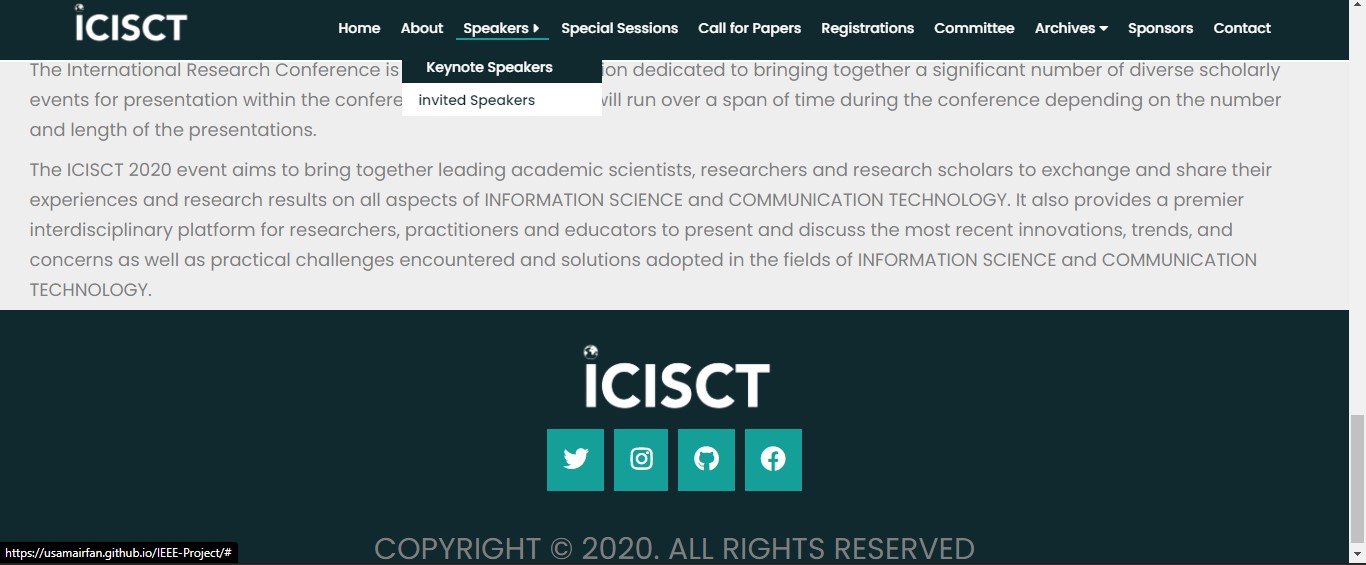 iCISCT
Home About Speakers Special Sessions Call for Papers Registrations Committee Archives Sponsors Contact
Keynote Speakers
invited Speakers
The International Research Conference is ion dedicated to bringing together a significant number of diverse scholarly
events for presentation within the confere will run over a span of time during the conference depending on the number
and length of the presentations.
The ICISCT 2020 event aims to bring together leading academic scientists, researchers and research scholars to exchange and share their
experiences and research results on all aspects of INFORMATION SCIENCE and COMMUNICATION TECHNOLOGY. It also provides a premier
interdisciplinary platform for researchers, practitioners and educators to present and discuss the most recent innovations, trends, and
concerns as well as practical challenges encountered and solutions adopted in the fields of INFORMATION SCIENCE and COMMUNICATION
TECHNOLOGY.
iCISCT
COPYRIGHT © 2020. ALL RIGHTS RESERVED
https://usamairfan.github.io/IEEE-Project/#